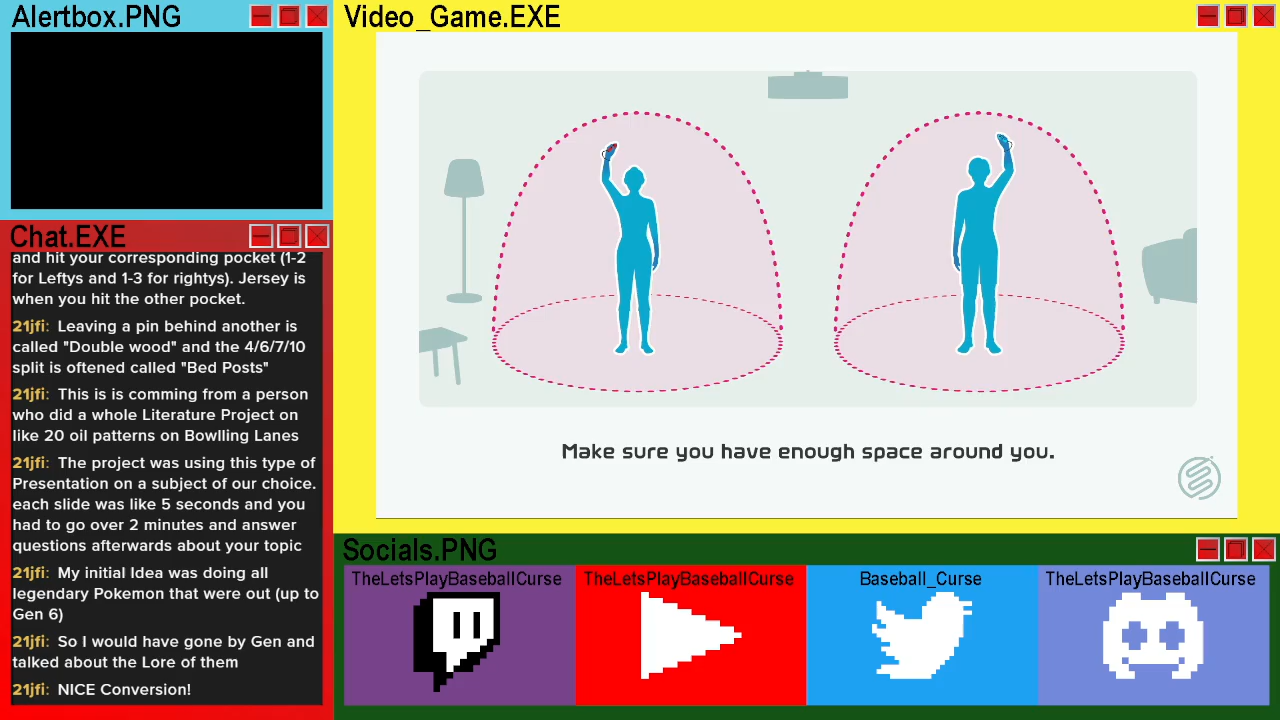 Alertbox.PNG
Video_Game.EXE
Chat.EXE
and hit your corresponding pocket (1-2
for Leftys and 1-3 for rightys). Jersey is
when you hit the other pocket.
21jfi: Leaving a pin behind another is
called "Double wood" and the 4/6/7/10
split is oftened called "Bed Posts"
21jfi: This is is comming from a person
who did a whole Literature Project on
like 20 oil patterns on Bowlling Lanes
21jfi: The project was using this type of
Presentation on a subject of our choice.
each slide was like 5 seconds and you
had to go over 2 minutes and answer
questions afterwards about your topic
21jfi: My initial Idea was doing all
legendary Pokemon that were out (up to
Gen 6)
21jfi: So I would have gone by Gen and
talked about the Lore of them
21jfi: NICE Conversion!
Make sure you have enough space around you.
Socials.PNG
TheLetsPlayBaseballCurse
TheLetsPlayBaseballCurse
Baseball_Curse
TheLetsPlayBaseballCurse